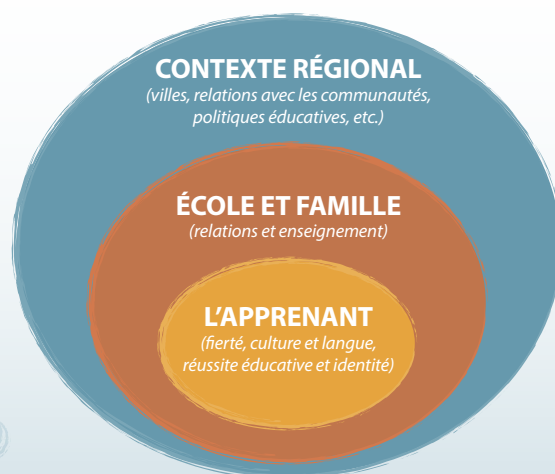 CONTEXTE RÉGIONAL
(villes, relations avec les communautés,
politiques éducatives, etc.)
ÉCOLE ET FAMILLE
(relations et enseignement)
L'APPRENANT
(fierté, culture et langue,
réussite éducative et identité)